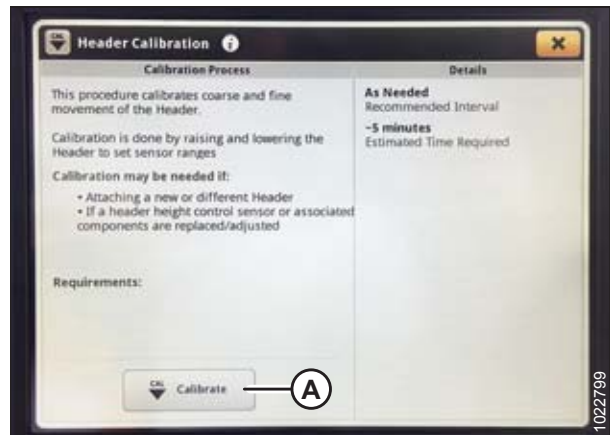 CAL
Header Calibration i
Calibration Process
Details
This procedure calibrates coarse and fine
movement of the Header.
Calibration is done by raising and lowering the
Header to set sensor ranges
Calibration may be needed if:
• Attaching a new or different Header
• If a header height control sensor or associated
components are replaced/adjusted
Requirements:
As Needed
Recommended Interval
~5 minutes
Estimated Time Required
CAL
Calibrate
A
1022799